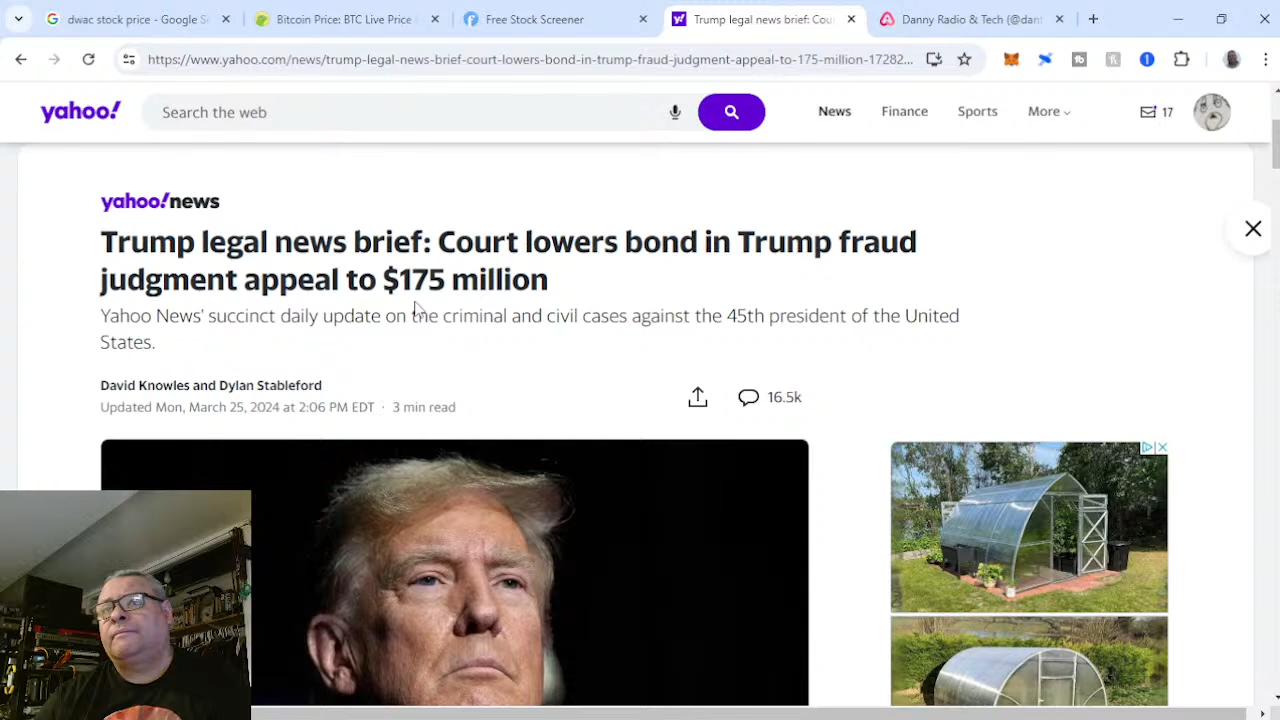 dwac stock price - Google S
Bitcoin Price: BTC Live Price
Free Stock Screener
Trump legal news brief: Cou
Danny Radio & Tech (@dan
https://www.yahoo.com/news/trump-legal-news-brief-court-lowers-bond-in-trump-fraud-judgment-appeal-to-175-million-17282...
yahoo!
Search the web
News
Finance
Sports
More
17
yahoo!news
Trump legal news brief: Court lowers bond in Trump fraud
judgment appeal to $175 million
Yahoo News' succinct daily update on the criminal and civil cases against the 45th president of the United
States.
David Knowles and Dylan Stableford
Updated Mon, March 25, 2024 at 2:06 PM EDT · 3 min read
16.5k